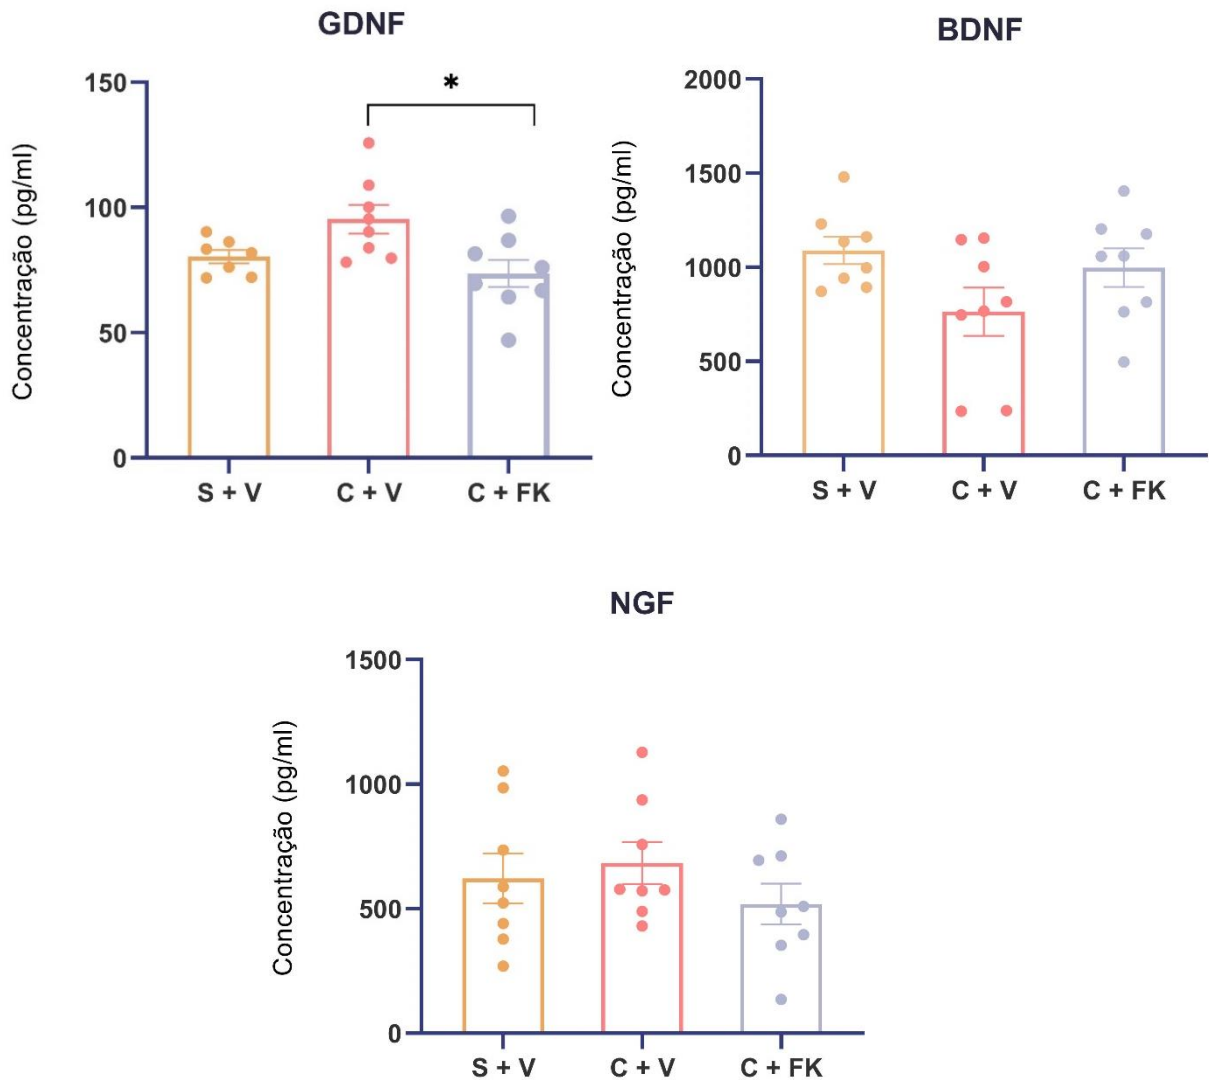 GDNF
Concentração (pg/ml)
150
100
50
0
*
S + V
C + V
C + FK
BDNF
Concentração (pg/ml)
2000
1500
1000
500
0
S + V
C + V
C + FK
NGF
Concentração (pg/ml)
1500
1000
500
0
S + V
C + V
C + FK